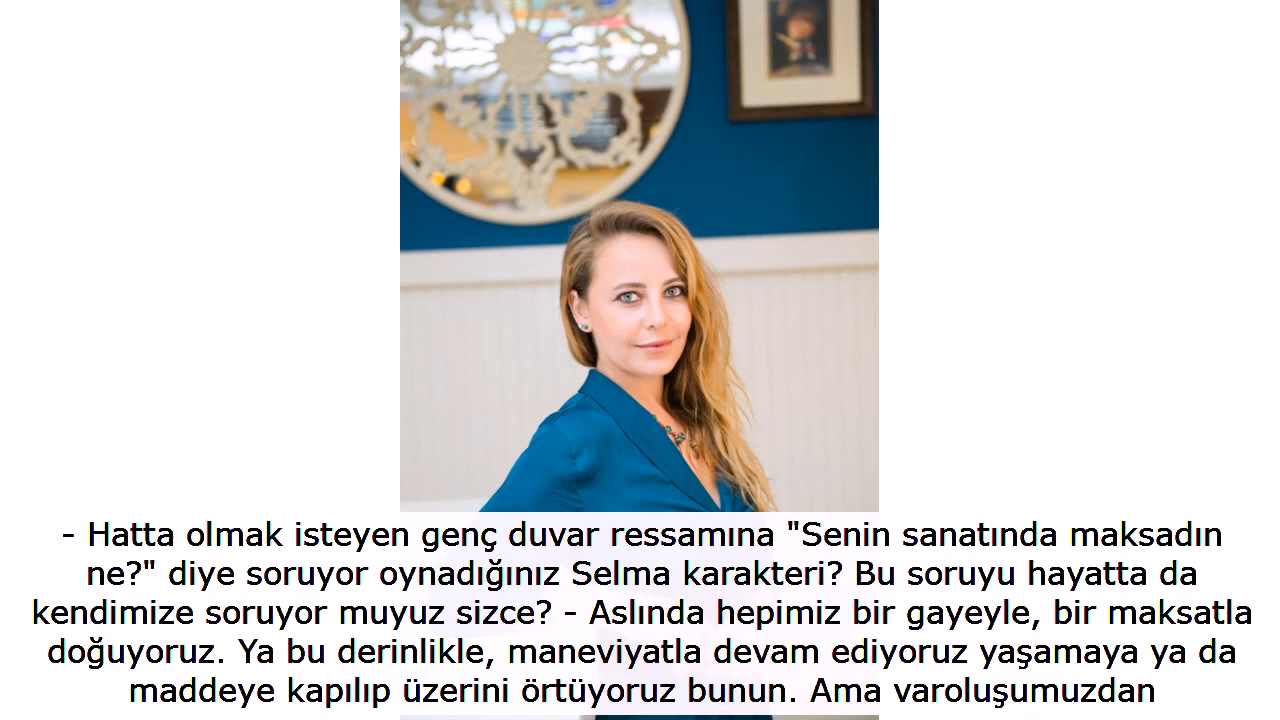 - Hatta olmak isteyen genç duvar ressamına "Senin sanatında maksadın
ne?" diye soruyor oynadığınız Selma karakteri? Bu soruyu hayatta da
kendimize soruyor muyuz sizce? - Aslında hepimiz bir gayeyle, bir maksatla
doğuyoruz. Ya bu derinlikle, maneviyatla devam ediyoruz yaşamaya ya da
maddeye kapılıp üzerini örtüyoruz bunun. Ama varoluşumuzdan